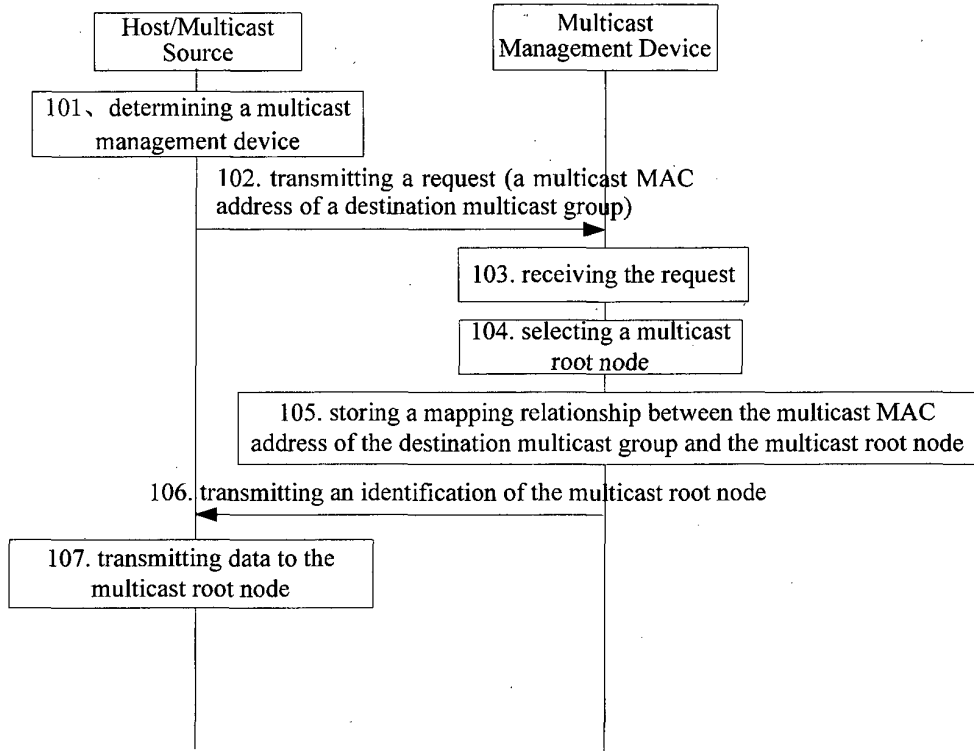 Host/Multicast
Source
Multicast
Management Device
101、determining a multicast
management device
102. transmitting a request (a multicast MAC
address of a destination multicast group)
103. receiving the request
104. selecting a multicast
root node
105. storing a mapping relationship between the multicast MAC
address of the destination multicast group and the multicast root node
106. transmitting an identification of the multicast root node
107. transmitting data to the
multicast root node